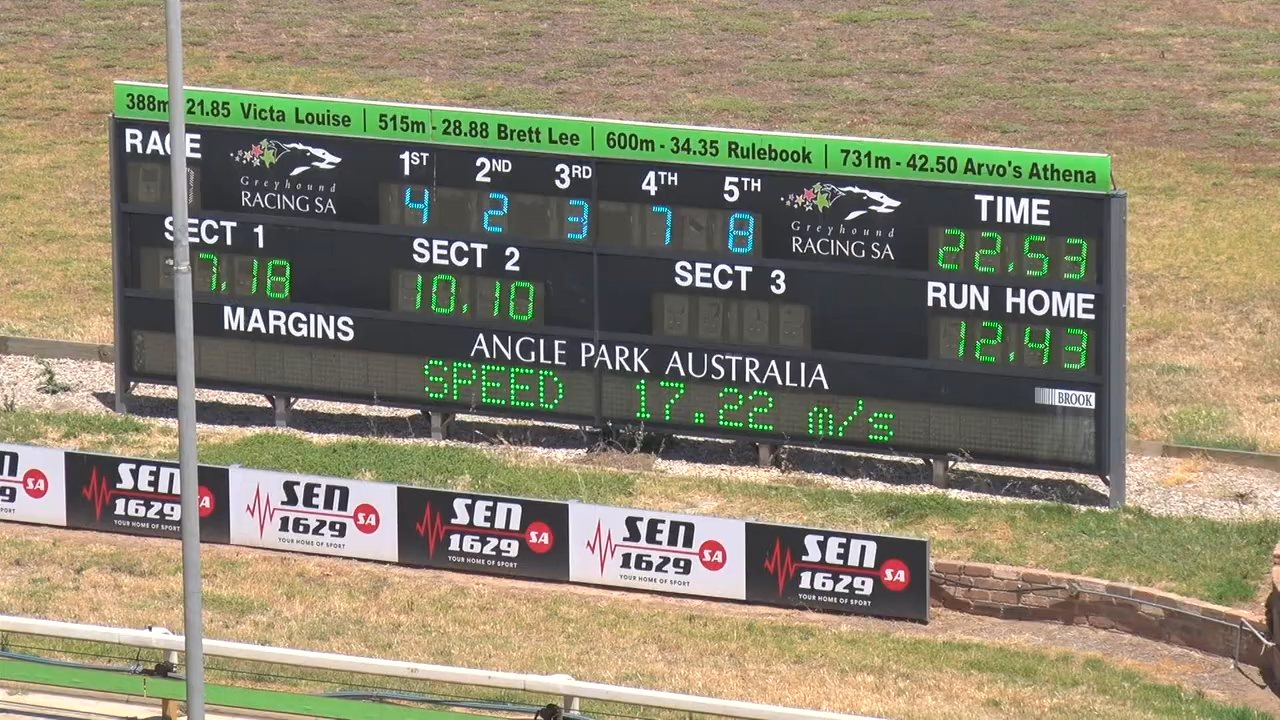 388m - 21.85 Victa Louise | 515m - 28.88 Brett Lee | 600m - 34.35 Rulebook | 731m - 42.50 Arvo's Athena
RACE
Greyhound
RACING SA
1ST 2ND 3RD 4TH 5TH
4 2 3 7 8
Greyhound
RACING SA
TIME
22.53
SECT 1
7.18
SECT 2
10.10
SECT 3
RUN HOME
12.43
MARGINS
ANGLE PARK AUSTRALIA
SPEED 17.22 m/s
BROOK
SA
SEN
1629
SA
YOUR HOME OF SPORT
SEN
1629
SA
YOUR HOME OF SPORT
SEN
1629
SA
YOUR HOME OF SPORT
SEN
1629
SA
YOUR HOME OF SPORT
SEN
1629
SA
YOUR HOME OF SPORT